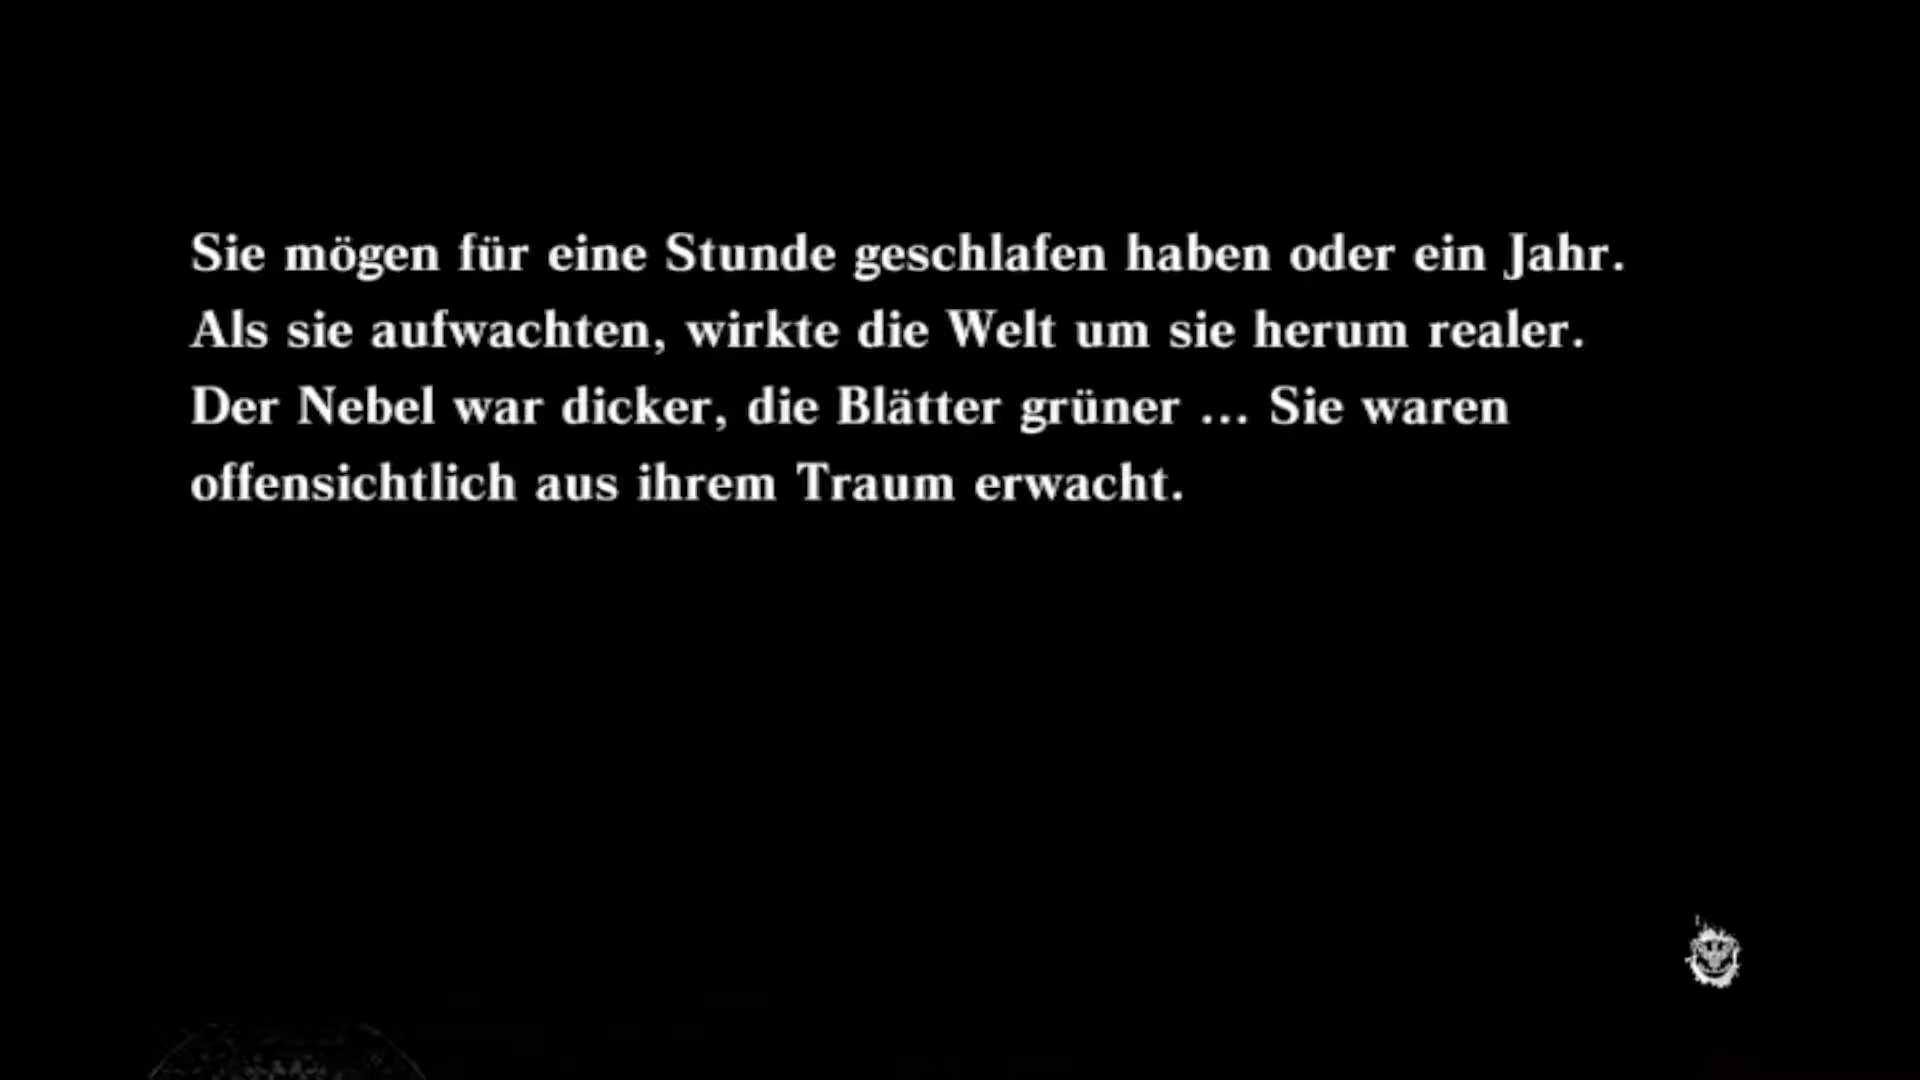 Sie mögen für eine Stunde geschlafen haben oder ein Jahr.
Als sie aufwachten, wirkte die Welt um sie herum realer.
Der Nebel war dicker, die Blätter grüner ... Sie waren
offensichtlich aus ihrem Traum erwacht.